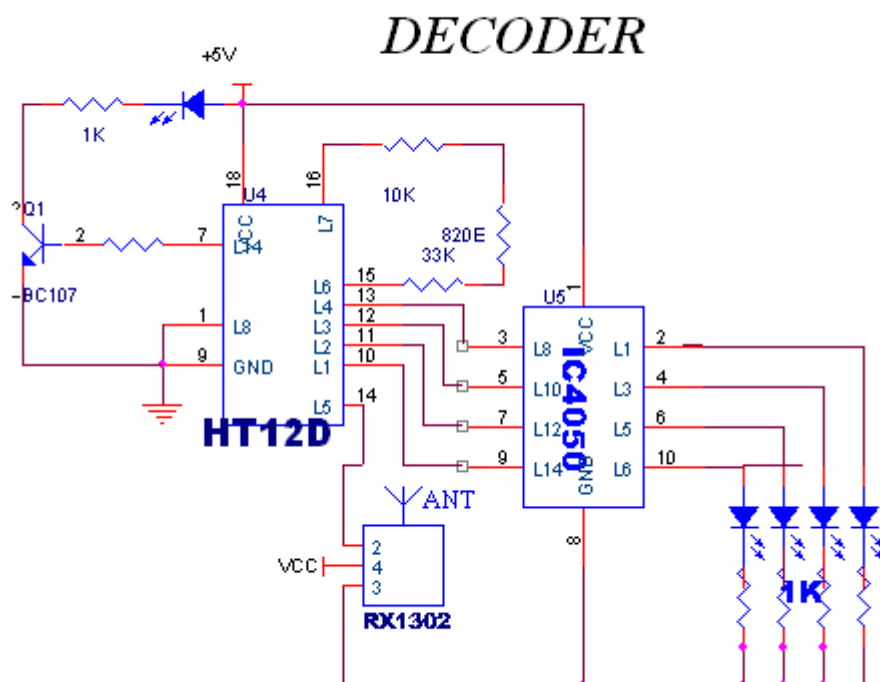 DECODER
+5V
1K
18
U4
16
10K
VCC
L7
?Q1
2
7
L14
820E
33K
15
L6
13
L4
12
L3
11
L2
10
L1
-BC107
1
L8
9
GND
14
L5
HT12D
U5
1
VCC
3
L8
L1
2
5
L10
L3
4
7
L12
L5
6
9
L14
L6
10
IC4050
GND
8
ANT
2
VCC
4
3
RX1302
1K